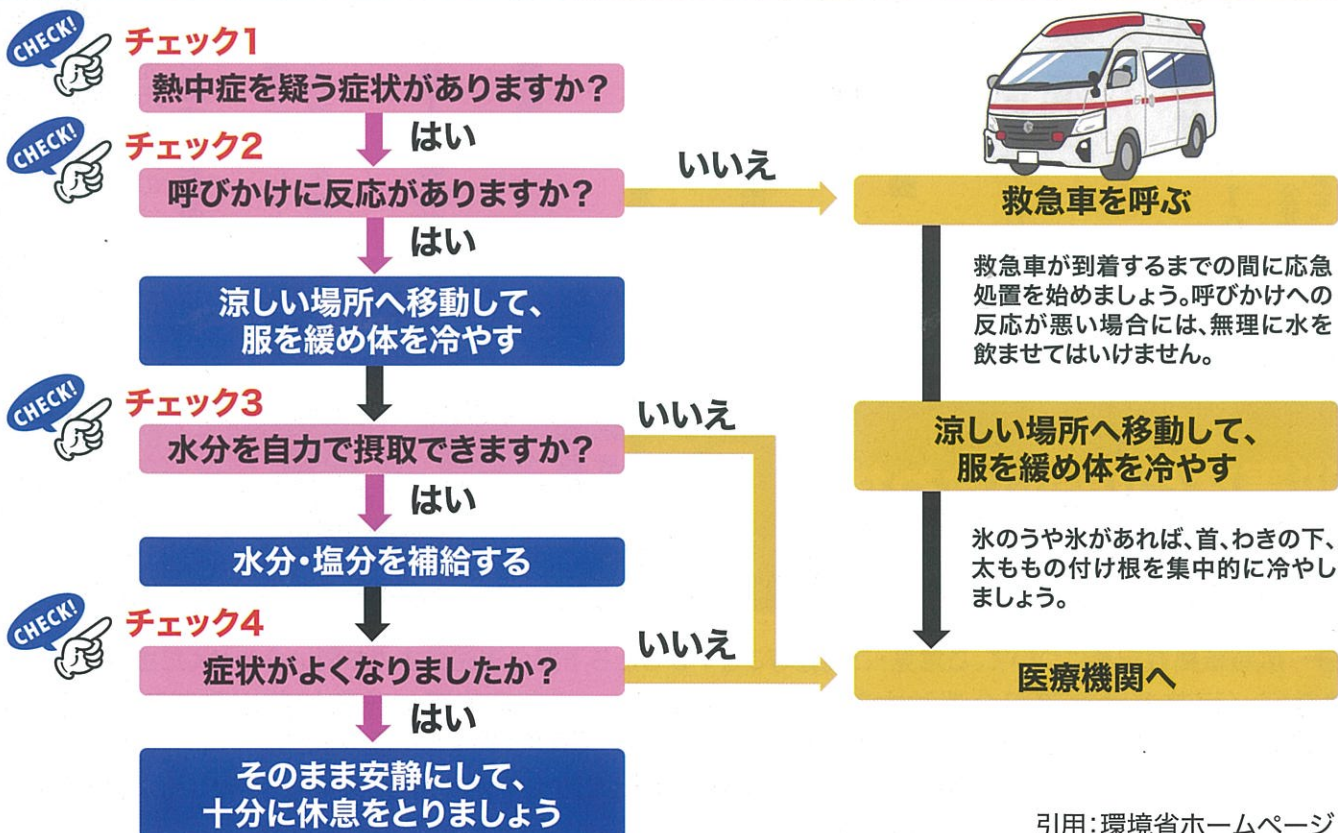 CHECK!
チェック1
熱中症を疑う症状がありますか?
はい
CHECK!
チェック2
呼びかけに反応がありますか?
いいえ
はい
涼しい場所へ移動して、
服を緩め体を冷やす
CHECK!
チェック3
水分を自力で摂取できますか?
いいえ
はい
水分・塩分を補給する
CHECK!
チェック4
症状がよくなりましたか?
いいえ
はい
そのまま安静にして、
十分に休息をとりましょう
救急車を呼ぶ
救急車が到着するまでの間に応急
処置を始めましょう。呼びかけへの
反応が悪い場合には、無理に水を
飲ませてはいけません。
涼しい場所へ移動して、
服を緩め体を冷やす
氷のうや氷があれば、首、わきの下、
太ももの付け根を集中的に冷やし
ましょう。
医療機関へ
引用:環境省ホームページ